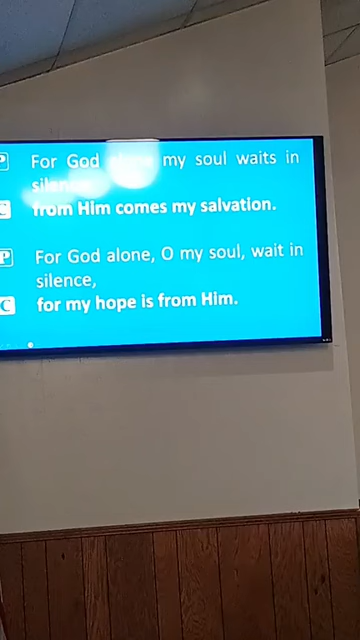 P For God alone my soul waits in
silence,
C from Him comes my salvation.
P For God alone, O my soul, wait in
silence,
C for my hope is from Him.